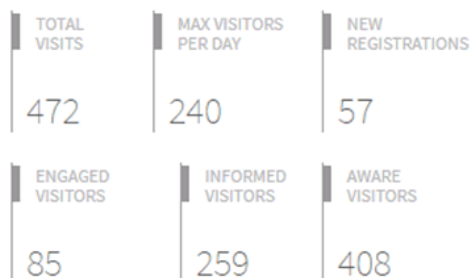 TOTAL
VISITS
472
MAX VISITORS
PER DAY
240
NEW
REGISTRATIONS
57
ENGAGED
VISITORS
85
INFORMED
VISITORS
259
AWARE
VISITORS
408